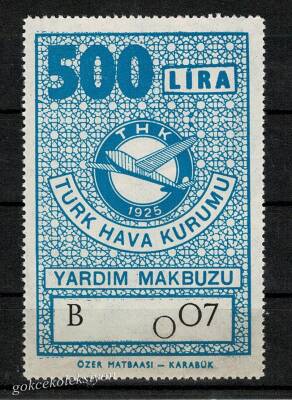 500 LİRA
THK
1925
TÜRK HAVA KURUMU
YARDIM MAKBUZU
B 007
ÖZER MATBAASI — KARABÜK
gokcekoleksiyon